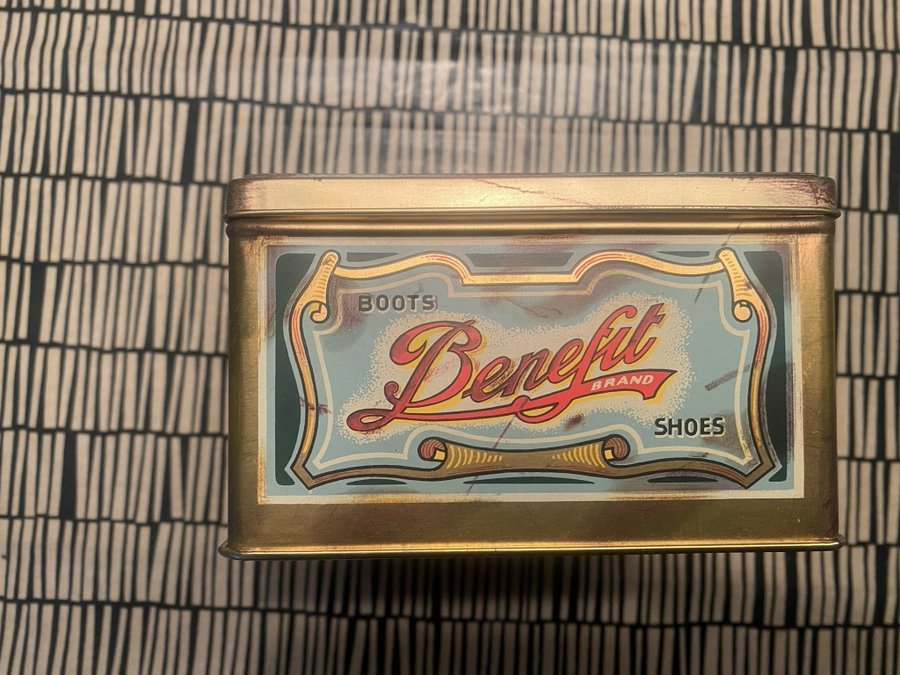 BOOTS
Benefit
BRAND
SHOES